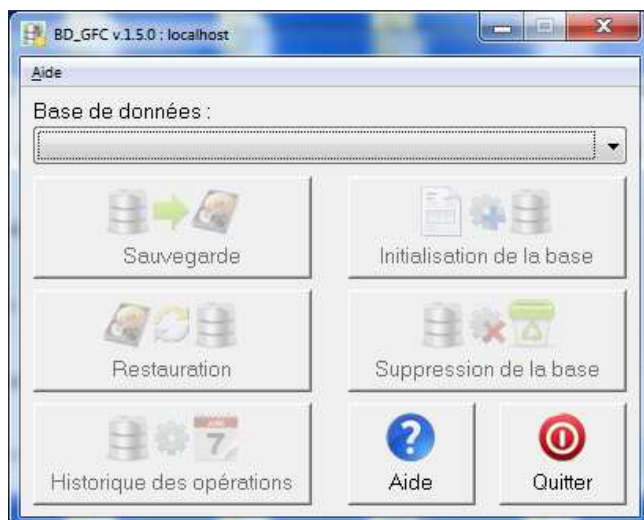 BD_GFC v.1.5.0 : localhost
Aide
Base de données :
Sauvegarde
Initialisation de la base
Restauration
Suppression de la base
7
Historique des opérations
Aide
Quitter